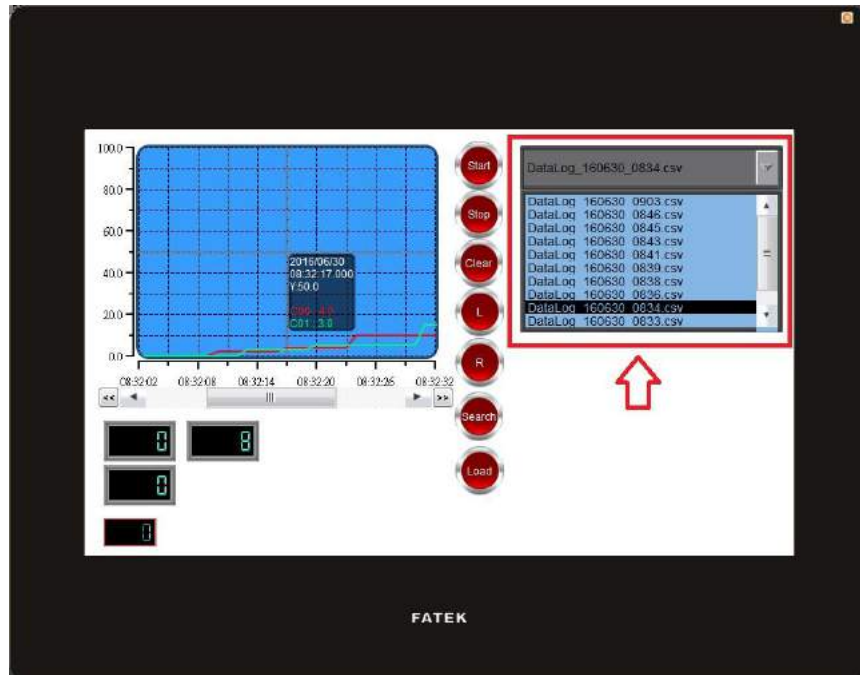 100.0
80.0
60.0
40.0
20.0
0.0
2016/06/30
08:32:17.000
Y:50.0
C00 : 4.0
C01 : 3.0
08:32:02 08:32:08 08:32:14 08:32:20 08:32:26 08:32:32
<< >>
0 8
0
0
Start
Stop
Clear
L
R
Search
Load
DataLog_160630_0834.csv
DataLog_160630_0903.csv
DataLog_160630_0846.csv
DataLog_160630_0845.csv
DataLog_160630_0843.csv
DataLog_160630_0841.csv
DataLog_160630_0839.csv
DataLog_160630_0838.csv
DataLog_160630_0836.csv
DataLog_160630_0834.csv
DataLog_160630_0833.csv
FATEK